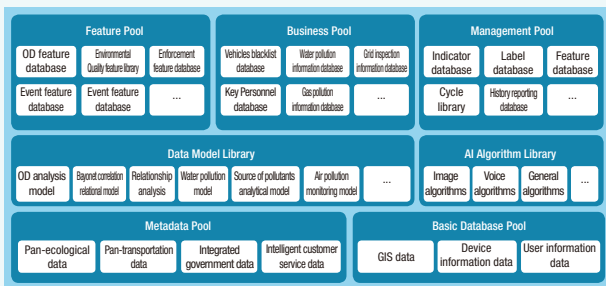 Feature Pool
OD feature
database
Environmental
Quality feature library
Enforcement
feature database
Event feature
database
Event feature
database
...
Business Pool
Vehicles blacklist
database
Water pollution
information database
Grid inspection
information database
Key Personnel
database
Gas pollution
information database
...
Management Pool
Indicator
database
Label
database
Feature
database
Cycle
library
History reporting
database
...
Data Model Library
OD analysis
model
Bayonet correlation
relational model
Relationship
analysis
Water pollution
model
Source of pollutants
analytical model
Air pollution
monitoring model
...
AI Algorithm Library
Image
algorithms
Voice
algorithms
General
algorithms
...
Metadata Pool
Pan-ecological
data
Pan-transportation
data
Integrated
government data
Intelligent customer
service data
Basic Database Pool
GIS data
Device
information data
User information
data